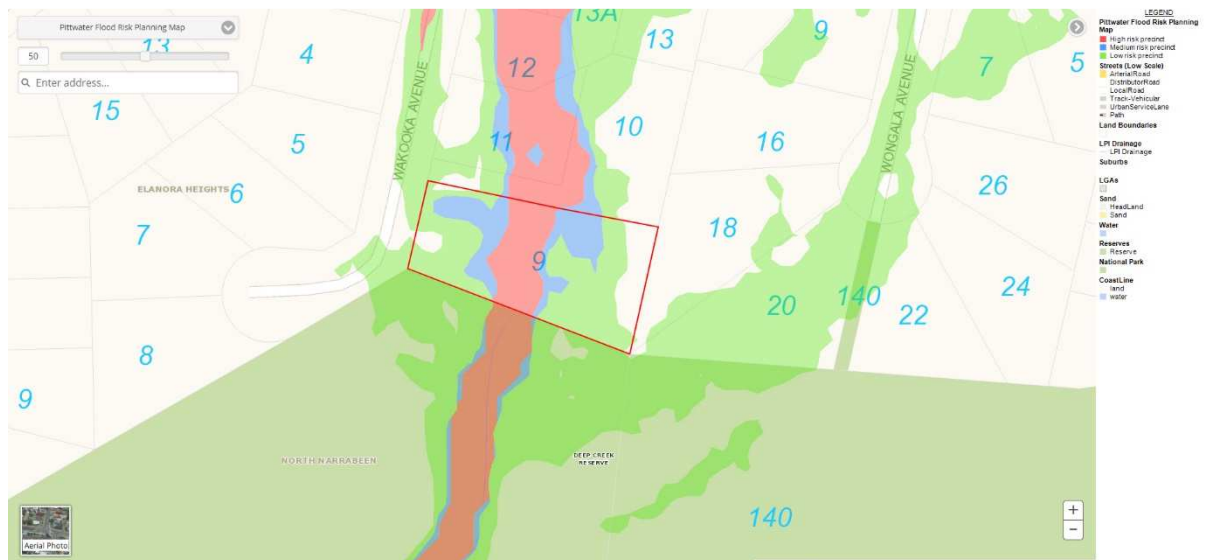 Pittwater Flood Risk Planning Map
50
Enter address...
13
4
15
5
ELANORA HEIGHTS
6
7
8
9
WAKOOKA AVENUE
12
11
13A
13
9
10
16
18
9
WONGALA AVENUE
7
5
26
24
22
20
140
NORTH NARRABEEN
DEEP CREEK
RESERVE
140
Aerial Photo
+
−
LEGEND
Pittwater Flood Risk Planning
Map
High risk precinct
Medium risk precinct
Low risk precinct
Streets (Low Scale)
ArterialRoad
DistributorRoad
LocalRoad
Track-Vehicular
UrbanServiceLane
Path
Land Boundaries
LPI Drainage
LPI Drainage
Suburbs
LGAs
Sand
HeadLand
Sand
Water
Reserves
Reserve
National Park
CoastLine
land
water